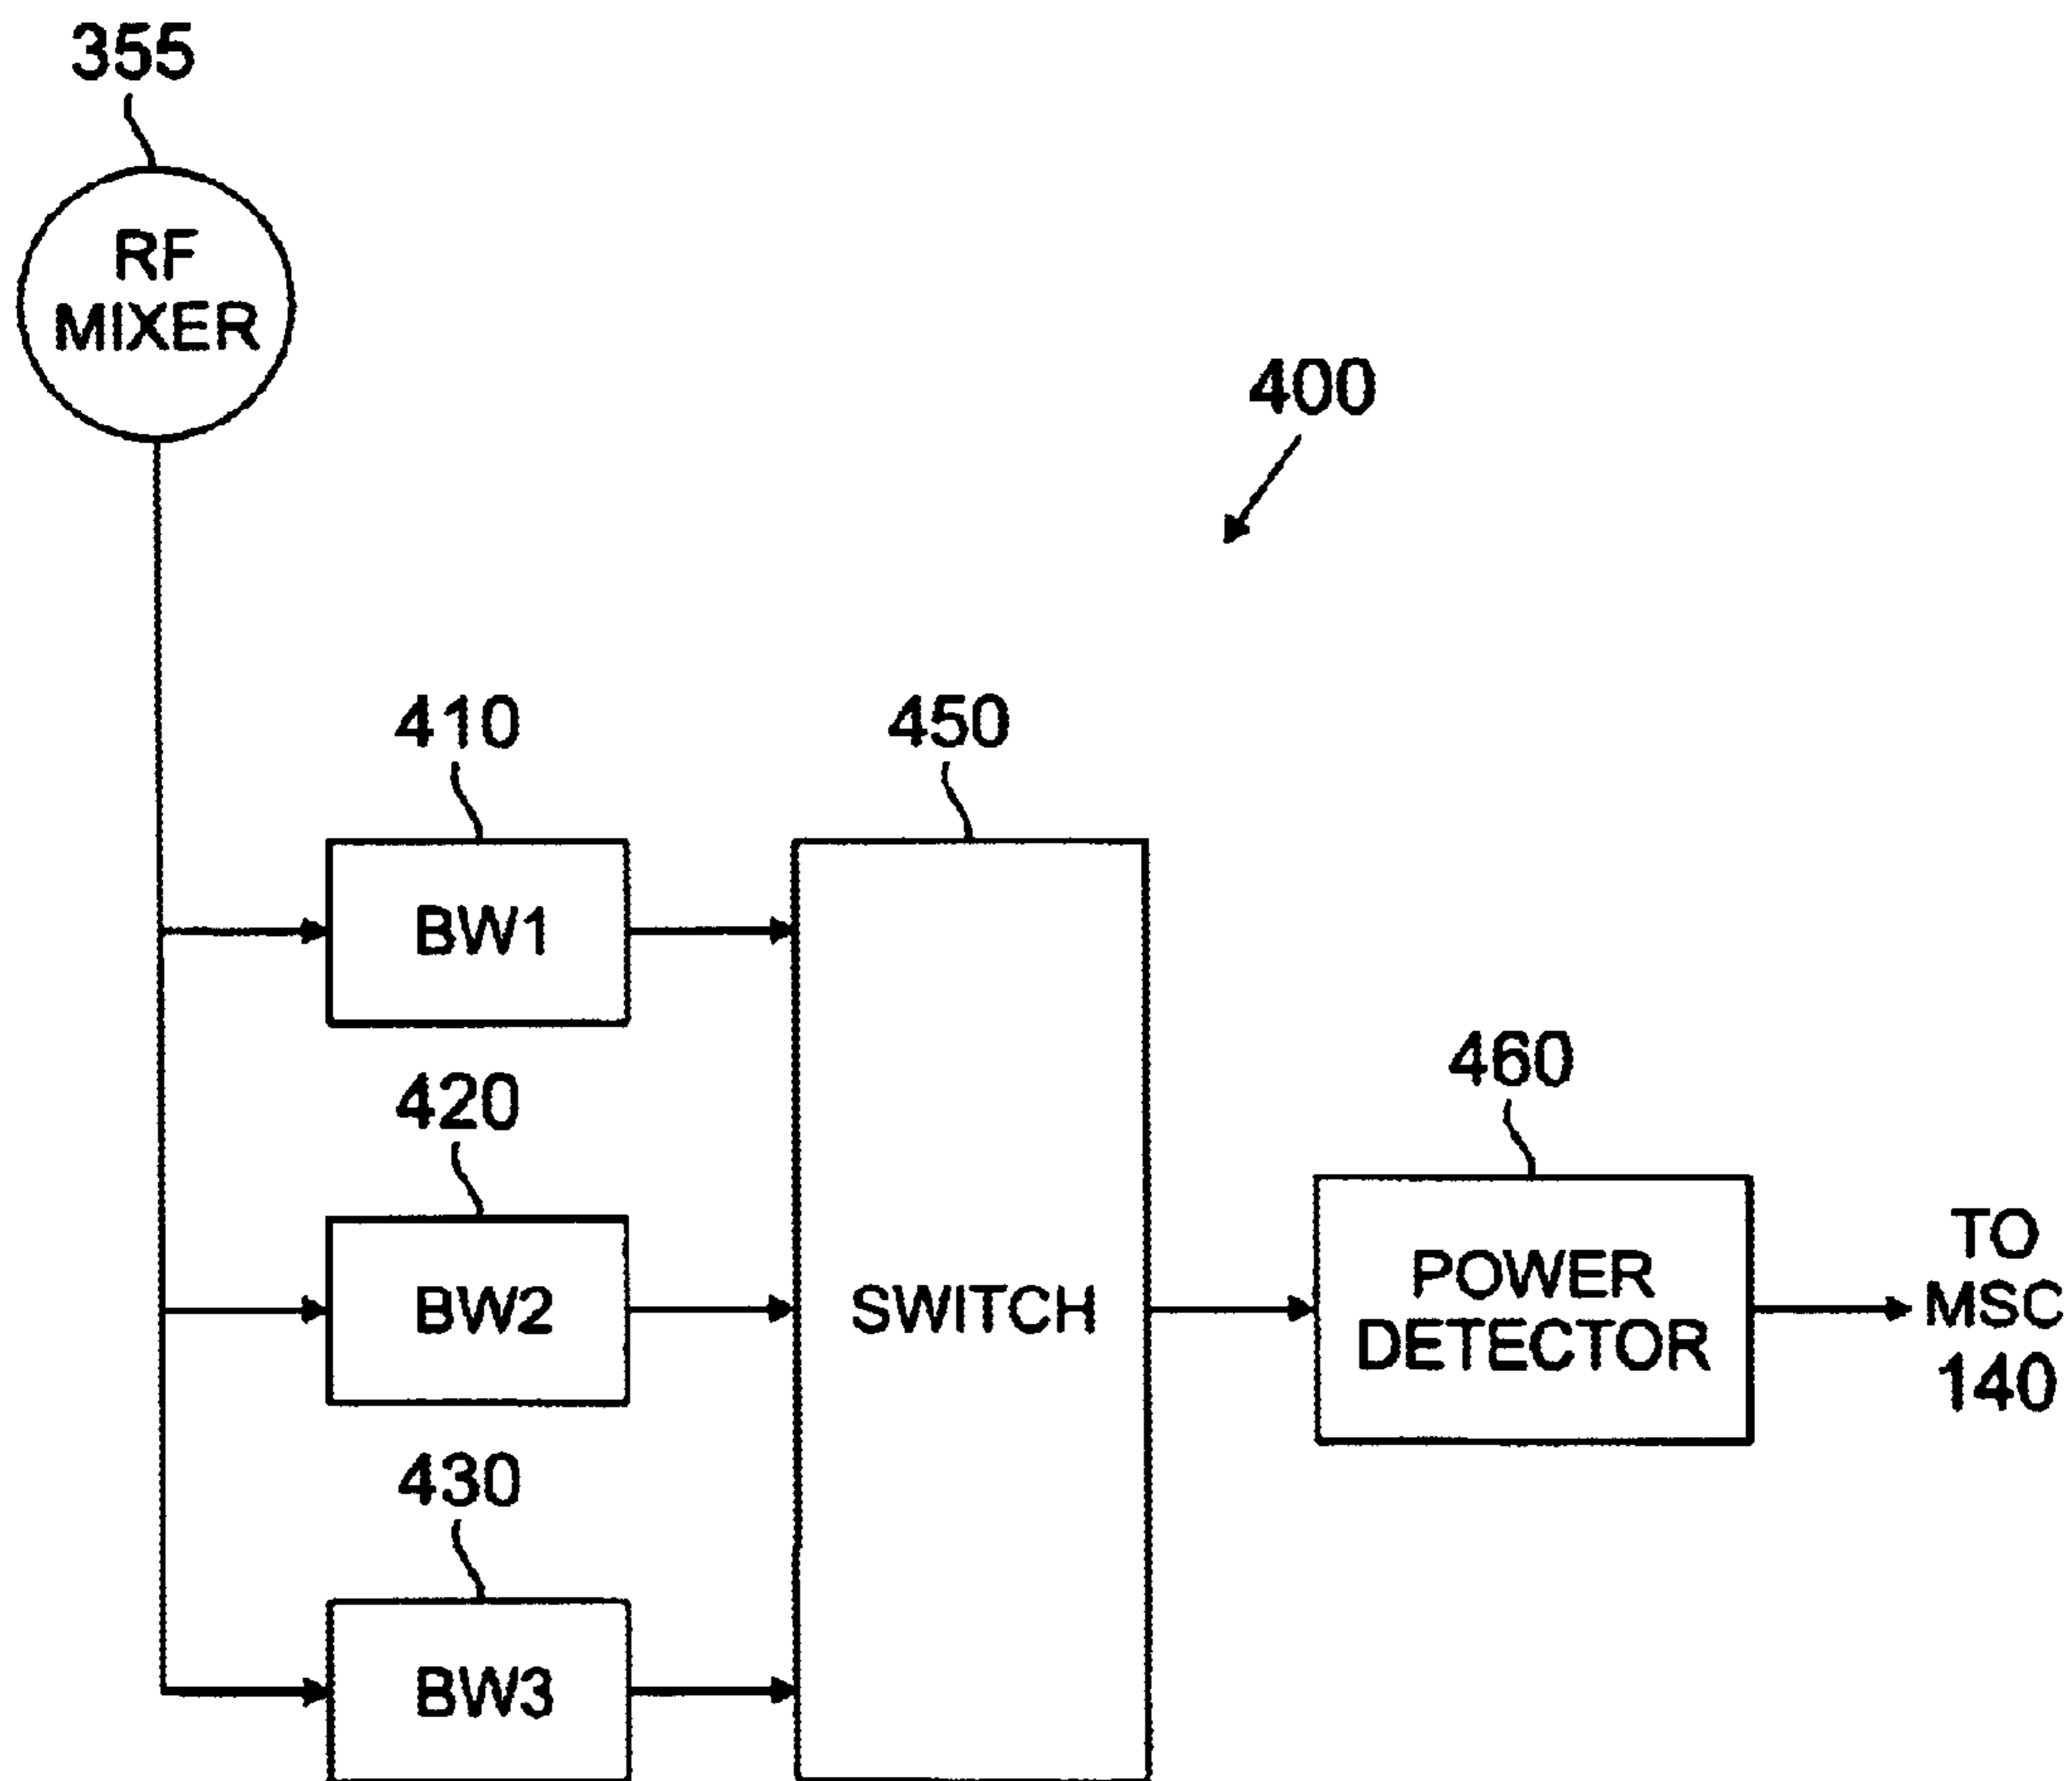 355
RF
MIXER
400
410
450
BW1
420
460
BW2
SWITCH
POWER
DETECTOR
TO
MSC
140
430
BW3